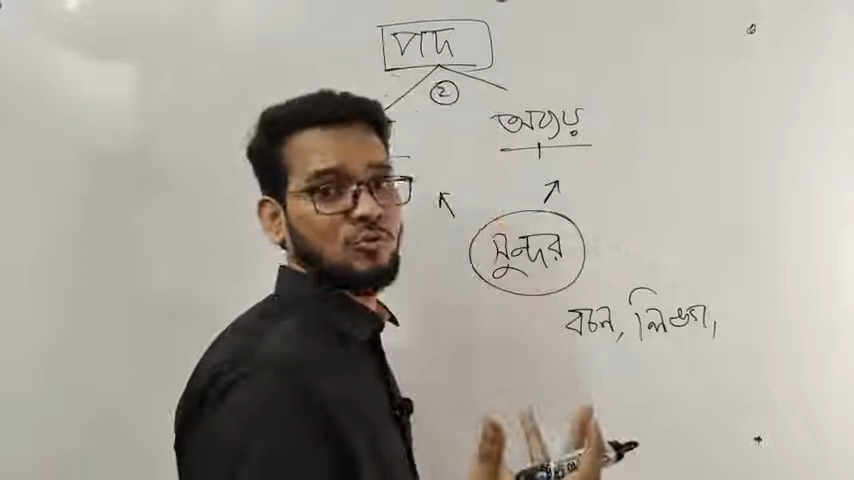 পদ
২
অব্যয়
সুন্দর
বচন, লিঙ্গ,